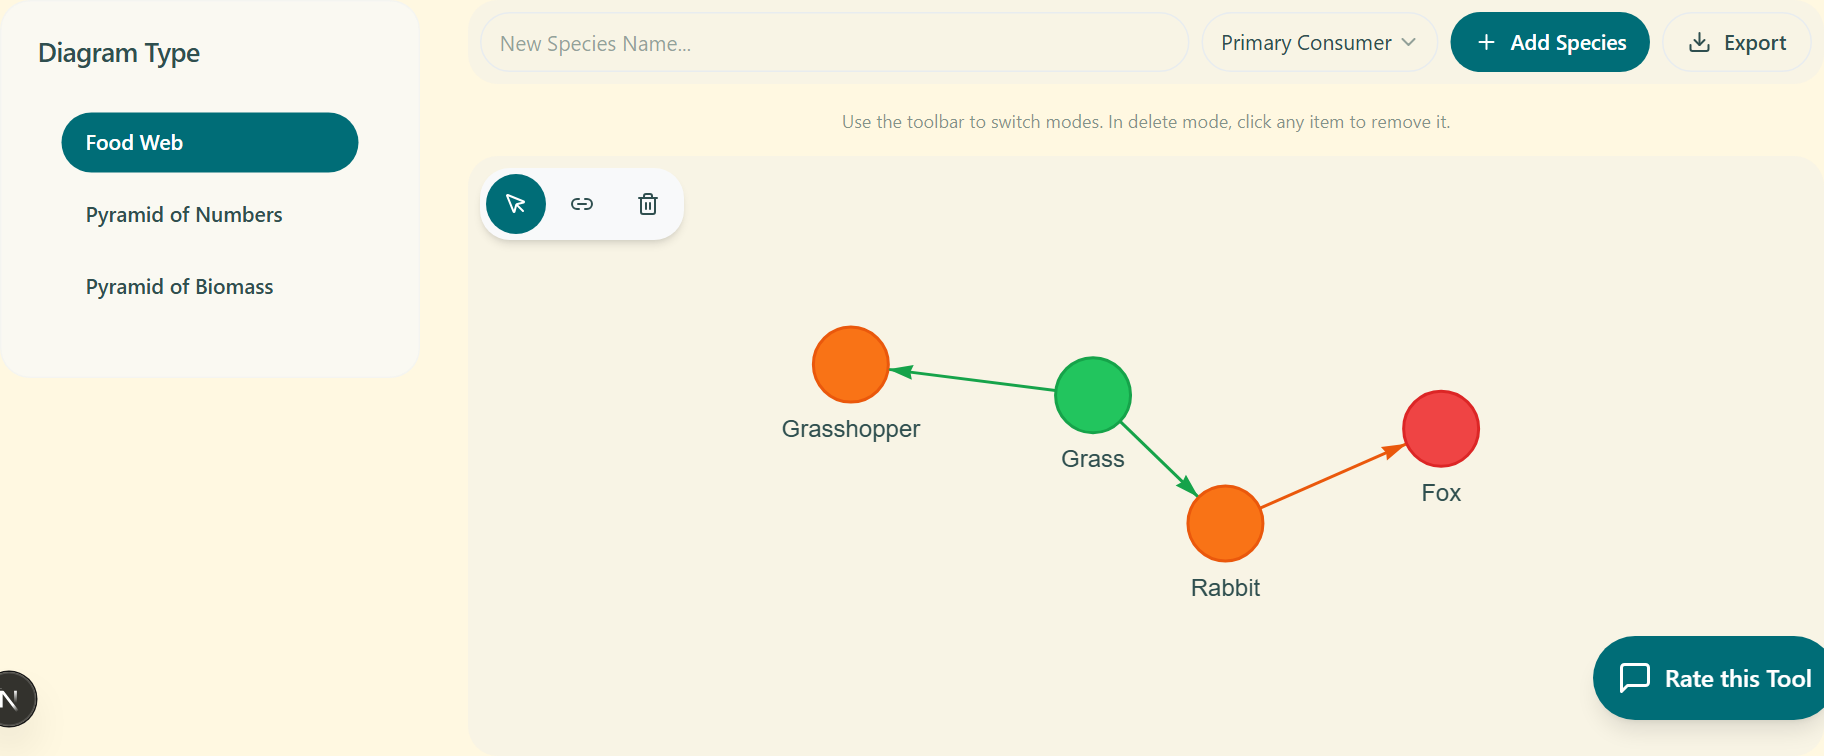 Diagram Type
Food Web
Pyramid of Numbers
Pyramid of Biomass
New Species Name...
Primary Consumer
Add Species
Export
Use the toolbar to switch modes. In delete mode, click any item to remove it.
Grasshopper
Grass
Fox
Rabbit
Rate this Tool
N